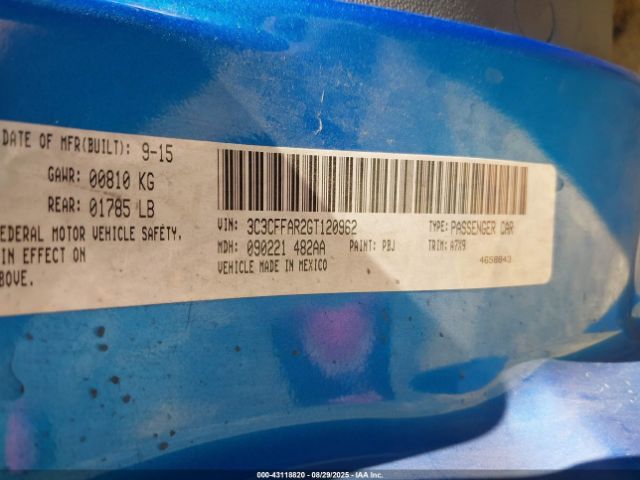 DATE OF MFR(BUILT): 9-15
GAWR: 00810 KG
REAR: 01785 LB
EDERAL MOTOR VEHICLE SAFETY,
IN EFFECT ON
ABOVE.
VIN: 3C3CFFAR2GT120962
TYPE: PASSENGER CAR
MDH: 090221 482AA
PAINT: PBJ
TRIM: A7X9
VEHICLE MADE IN MEXICO
4658843
000-43118820 - 08/29/2025 - © IAA Inc.